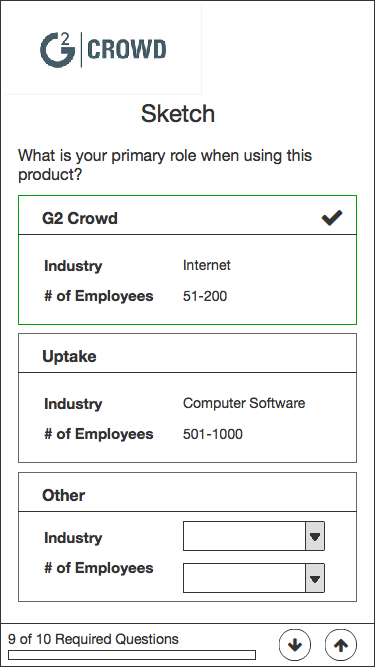 G2 CROWD
Sketch
What is your primary role when using this
product?
G2 Crowd
Industry Internet
# of Employees 51-200
Uptake
Industry Computer Software
# of Employees 501-1000
Other
Industry
# of Employees
9 of 10 Required Questions